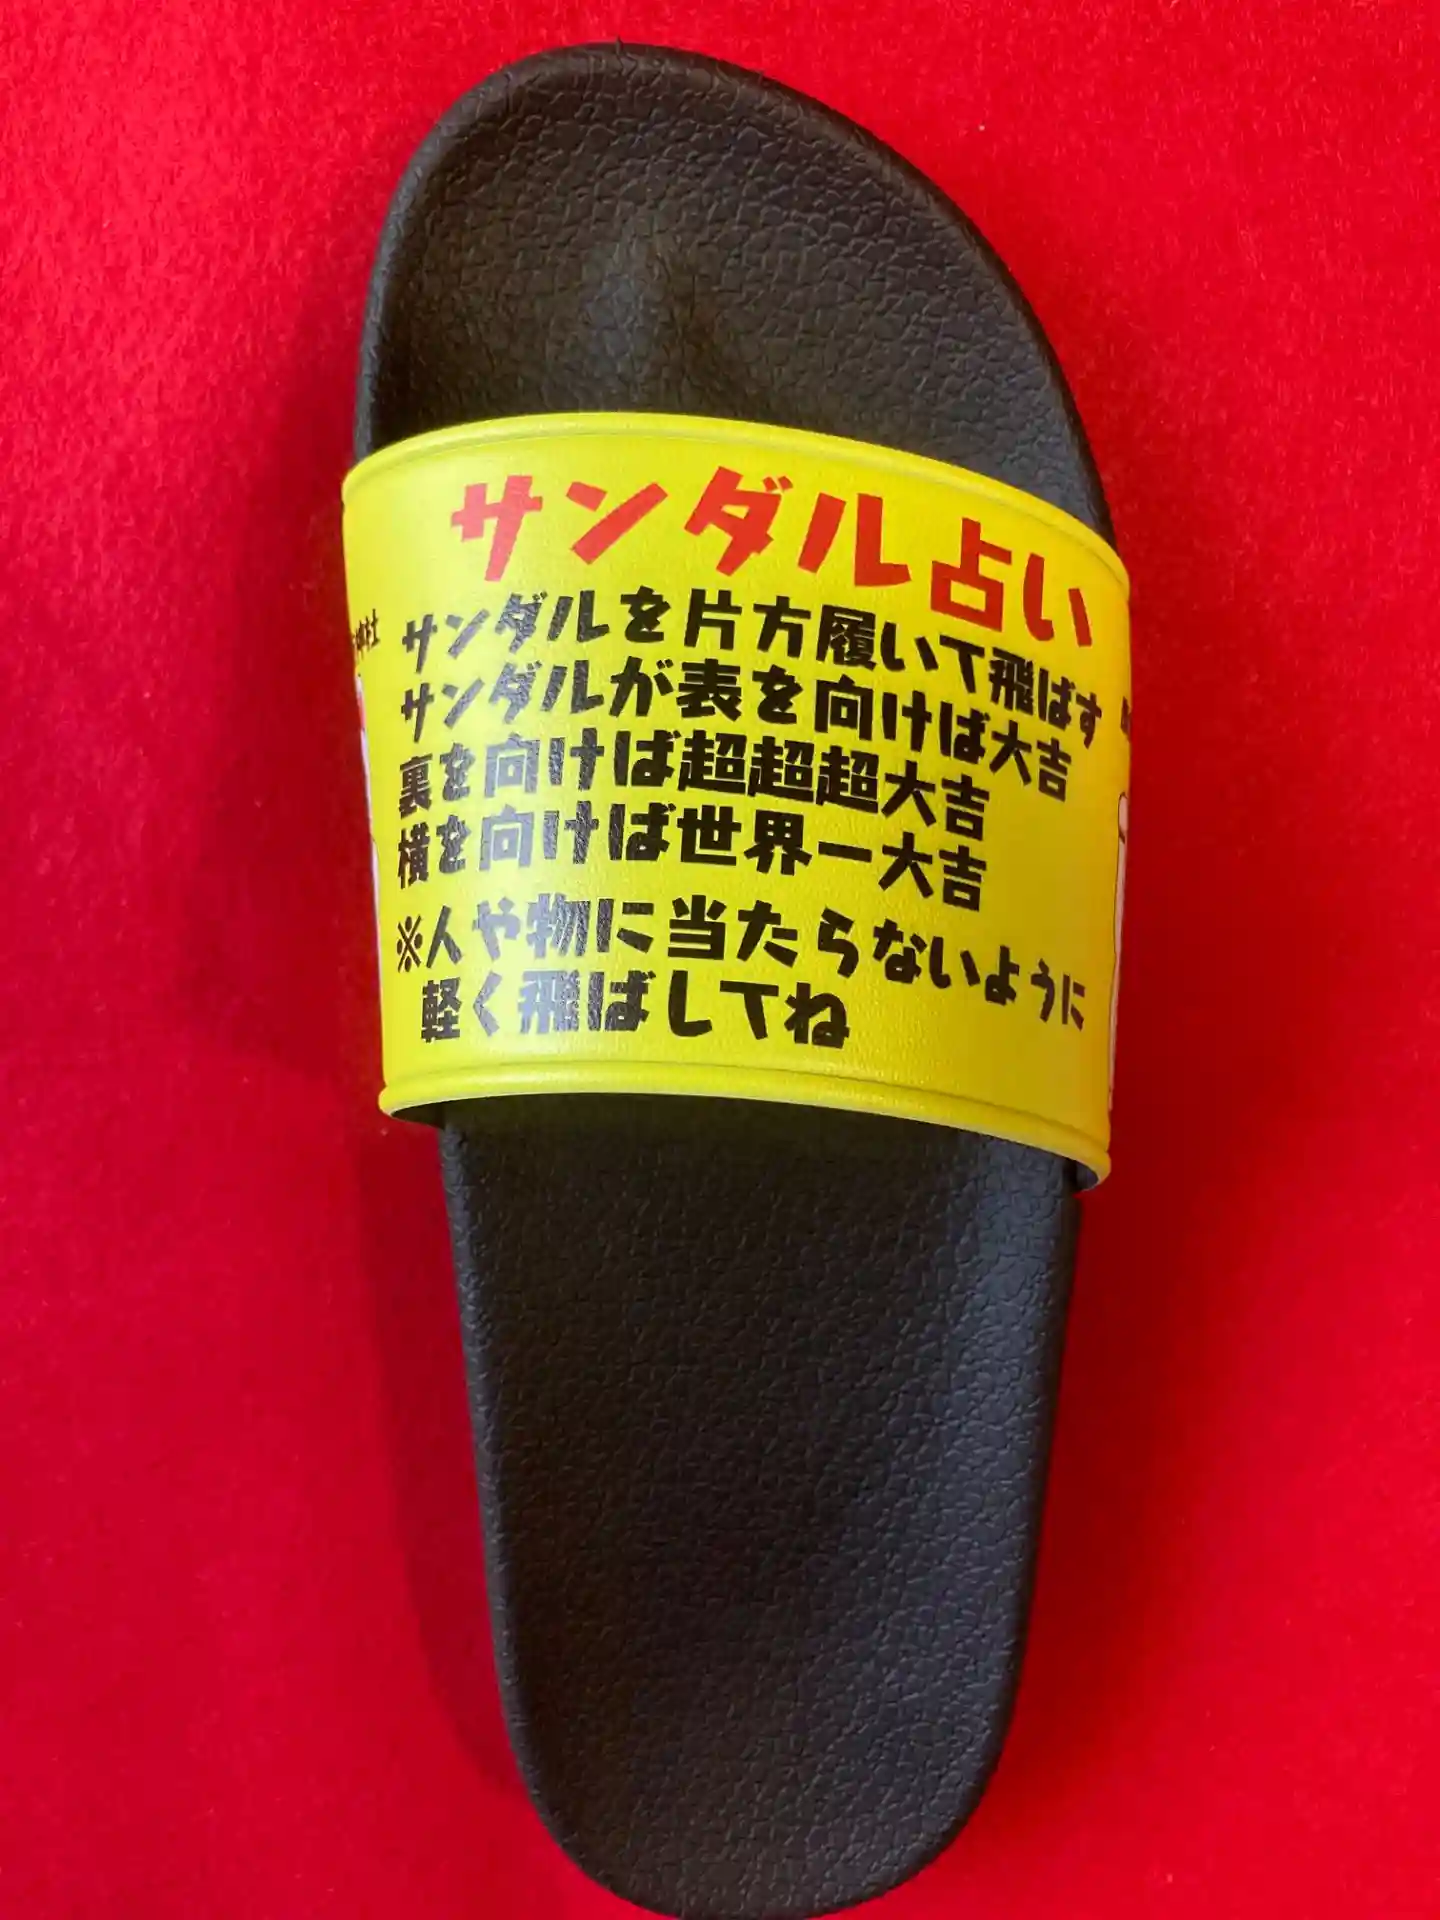 サンダル占い
サンダルを片方履いて飛ばす
サンダルが表を向けば大吉
裏を向けば超超超大吉
横を向けば世界一大吉
※人や物に当たらないように
軽く飛ばしてね
神社